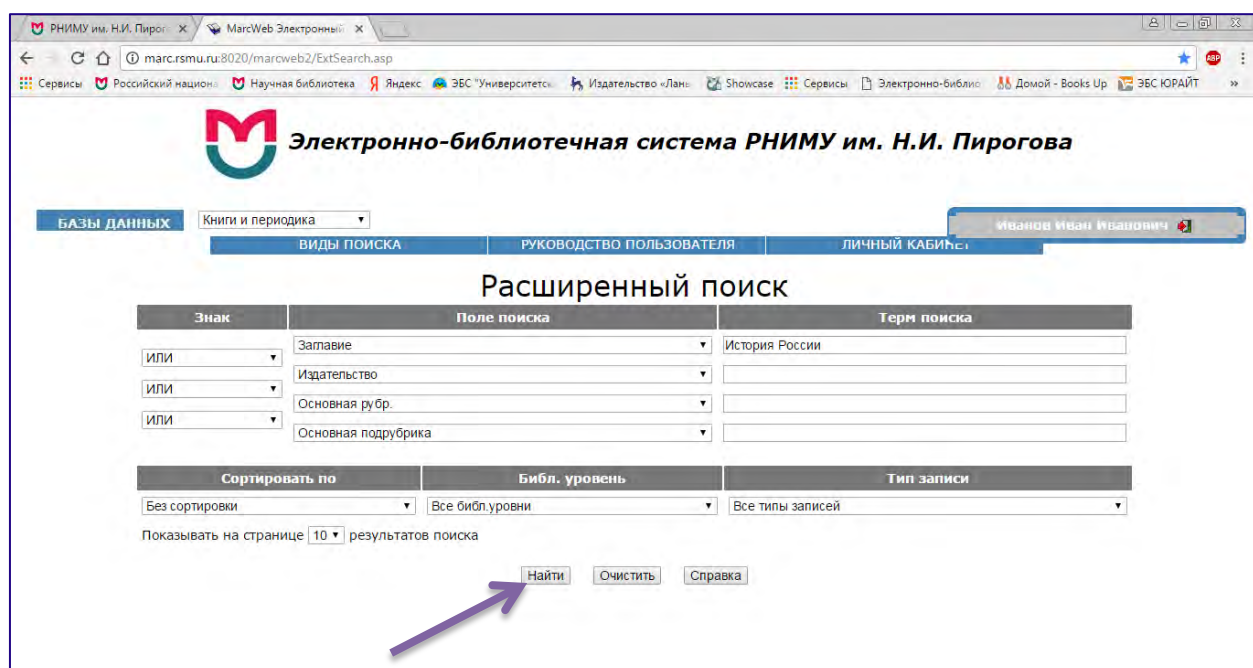 РНИМУ им. Н.И. Пирог
MarcWeb Электронный
marc.rsmu.ru:8020/marcweb2/ExtSearch.asp
ABP
Сервисы Российский национ Научная библиотека Яндекс ЭБС "Университетск Издательство «Лань Showcase Сервисы Электронно-библио Домой - Books Up ЭБС ЮРАЙТ »
Электронно-библиотечная система РНИМУ им. Н.И. Пирогова
БАЗЫ ДАННЫХ Книги и периодика
Иванов Иван Иванович
ВИДЫ ПОИСКА РУКОВОДСТВО ПОЛЬЗОВАТЕЛЯ ЛИЧНЫЙ КАБИНЕТ
Расширенный поиск
Знак Поле поиска Терм поиска
Заглавие История России
ИЛИ
Издательство
ИЛИ
Основная рубр.
ИЛИ
Основная подрубрика
Сортировать по Библ. уровень Тип записи
Без сортировки Все библ.уровни Все типы записей
Показывать на странице 10 результатов поиска
Найти Очистить Справка